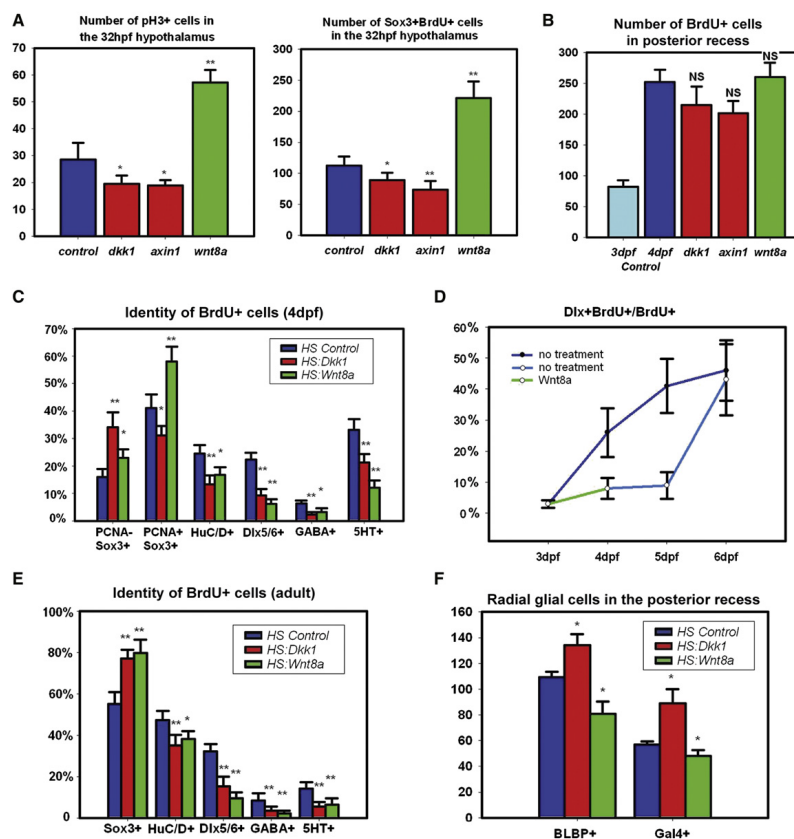 A
Number of pH3+ cells in
the 32hpf hypothalamus
70
60
50
40
30
20
10
0
**
*
*
control dkk1 axin1 wnt8a
Number of Sox3+BrdU+ cells
in the 32hpf hypothalamus
300
250
200
150
100
50
0
**
*
**
control dkk1 axin1 wnt8a
B
Number of BrdU+ cells
in posterior recess
300
250
200
150
100
50
0
NS
NS
NS
3dpf 4dpf dkk1 axin1 wnt8a
Control
C
Identity of BrdU+ cells (4dpf)
70%
60%
50%
40%
30%
20%
10%
0%
HS Control
HS:Dkk1
HS:Wnt8a
** * * ** ** * ** ** ** * ** **
PCNA- PCNA+ HuC/D+ Dlx5/6+ GABA+ 5HT+
Sox3+ Sox3+
D
Dlx+BrdU+/BrdU+
60%
50%
40%
30%
20%
10%
0%
no treatment
no treatment
Wnt8a
3dpf 4dpf 5dpf 6dpf
E
Identity of BrdU+ cells (adult)
100%
80%
60%
40%
20%
0
HS Control
HS:Dkk1
HS:Wnt8a
** ** ** * ** ** ** ** ** **
Sox3+ HuC/D+ Dlx5/6+ GABA+ 5HT+
F
Radial glial cells in the posterior recess
160
140
120
100
80
60
40
20
0
HS Control
HS:Dkk1
HS:Wnt8a
* * * *
BLBP+ Gal4+